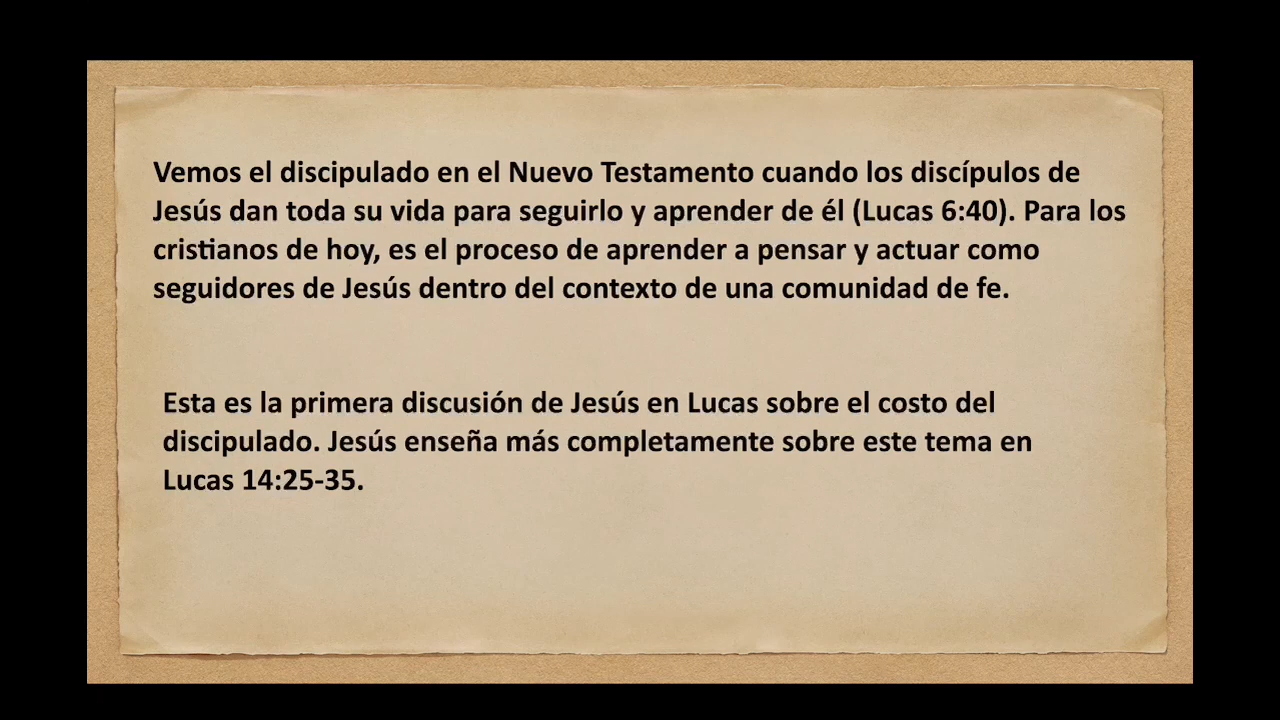 Vemos el discipulado en el Nuevo Testamento cuando los discípulos de
Jesús dan toda su vida para seguirlo y aprender de él (Lucas 6:40). Para los
cristianos de hoy, es el proceso de aprender a pensar y actuar como
seguidores de Jesús dentro del contexto de una comunidad de fe.
Esta es la primera discusión de Jesús en Lucas sobre el costo del
discipulado. Jesús enseña más completamente sobre este tema en
Lucas 14:25-35.